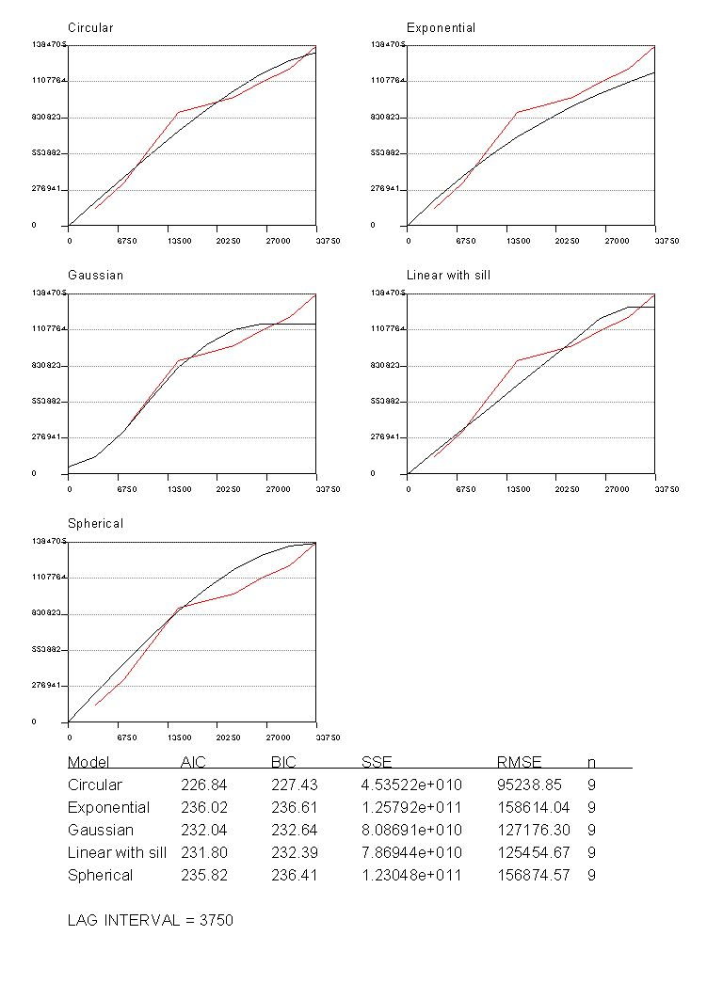 Circular Exponential
138470$ 138470$
1107764 1107764
830823 830823
553882 553882
276941 276941
0 0
0 6750 13500 20250 27000 33750 0 6750 13500 20250 27000 33750
Gaussian Linear with sill
138470$ 138470$
1107764 1107764
830823 830823
553882 553882
276941 276941
0 0
0 6750 13500 20250 27000 33750 0 6750 13500 20250 27000 33750
Spherical
138470$
1107764
830823
553882
276941
0
0 6750 13500 20250 27000 33750
Model AIC BIC SSE RMSE n
Circular 226.84 227.43 4.53522e+010 95238.85 9
Exponential 236.02 236.61 1.25792e+011 158614.04 9
Gaussian 232.04 232.64 8.08691e+010 127176.30 9
Linear with sill 231.80 232.39 7.86944e+010 125454.67 9
Spherical 235.82 236.41 1.23048e+011 156874.57 9
LAG INTERVAL = 3750